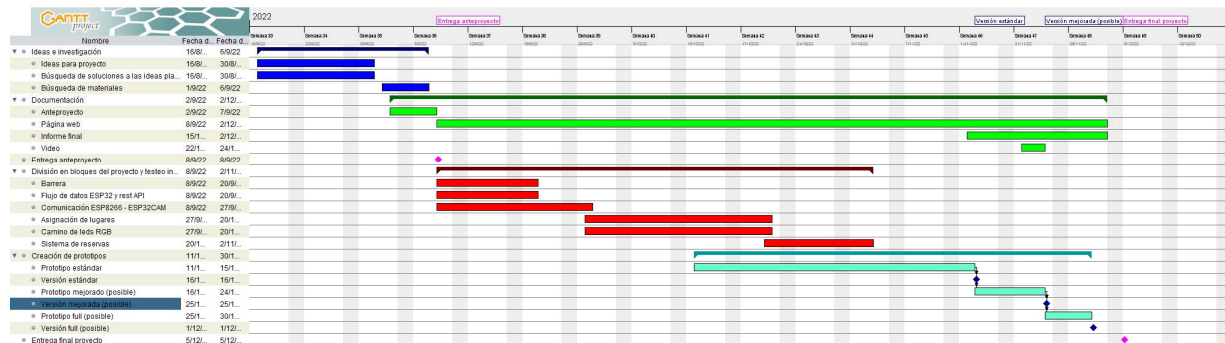 GANTT project
2022
Entrega anteproyecto
Versión estándar
Versión mejorada (posible)
Entrega final proyecto
Nombre Fecha d... Fecha d...
Semana 33 Semana 34 Semana 35 Semana 36 Semana 37 Semana 38 Semana 39 Semana 40 Semana 41 Semana 42 Semana 43 Semana 44 Semana 45 Semana 46 Semana 47 Semana 48 Semana 49 Semana 50
Ideas e investigación 16/8/... 6/9/22
Ideas para proyecto 16/8/... 30/8/...
Búsqueda de soluciones a las ideas pla... 16/8/... 30/8/...
Búsqueda de materiales 1/9/22 6/9/22
Documentación 2/9/22 2/12/...
Anteproyecto 2/9/22 7/9/22
Página web 8/9/22 2/12/...
Informe final 15/1... 2/12/...
Video 22/1... 24/1...
Entrega anteproyecto 8/9/22 8/9/22
División en bloques del proyecto y testeo in... 8/9/22 2/11/...
Barrera 8/9/22 20/9/...
Flujo de datos ESP32 y rest API 8/9/22 20/9/...
Comunicación ESP8266 - ESP32CAM 8/9/22 27/9/...
Asignación de lugares 27/9/... 20/1...
Camino de leds RGB 27/9/... 20/1...
Sistema de reservas 20/1... 2/11/...
Creación de prototipos 11/1... 30/1...
Prototipo estándar 11/1... 15/1...
Versión estándar 16/1... 16/1...
Prototipo mejorado (posible) 16/1... 24/1...
Versión mejorada (posible) 25/1... 25/1...
Prototipo full (posible) 25/1... 30/1...
Versión full (posible) 1/12/... 1/12/...
Entrega final proyecto 5/12/... 5/12/...